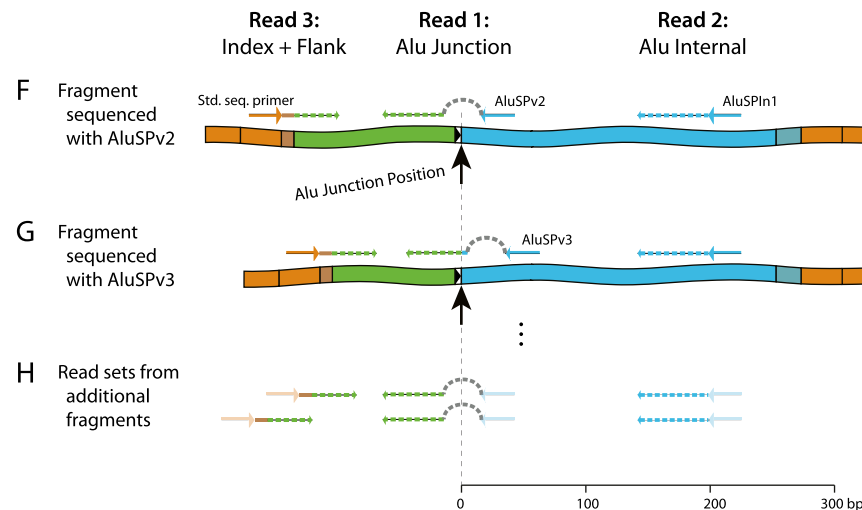 Read 3:
Index + Flank
Read 1:
Alu Junction
Read 2:
Alu Internal
F
Fragment
sequenced
with AluSPv2
Std. seq. primer
AluSPv2
AluSPIn1
Alu Junction Position
G
Fragment
sequenced
with AluSPv3
AluSPv3
H
Read sets from
additional
fragments
0
100
200
300 bp